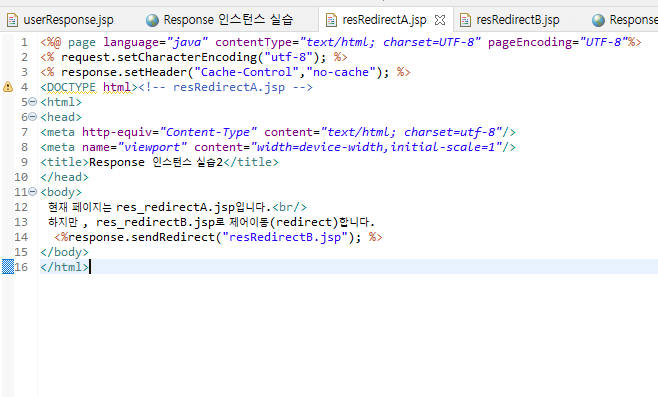 userResponse.jsp
Response 인스턴스 실습
resRedirectA.jsp
resRedirectB.jsp
Response
1 <%@ page language="java" contentType="text/html; charset=UTF-8" pageEncoding="UTF-8"%>
2 <% request.setCharacterEncoding("utf-8"); %>
3 <% response.setHeader("Cache-Control","no-cache"); %>
4 <DOCTYPE html><!-- resRedirectA.jsp -->
5 <html>
6 <head>
7 <meta http-equiv="Content-Type" content="text/html; charset=utf-8"/>
8 <meta name="viewport" content="width=device-width,initial-scale=1"/>
9 <title>Response 인스턴스 실습2</title>
10 </head>
11 <body>
12 현재 페이지는 res_redirectA.jsp입니다.<br/>
13 하지만 , res_redirectB.jsp로 제어이동(redirect)합니다.
14 <%response.sendRedirect("resRedirectB.jsp"); %>
15 </body>
16 </html>